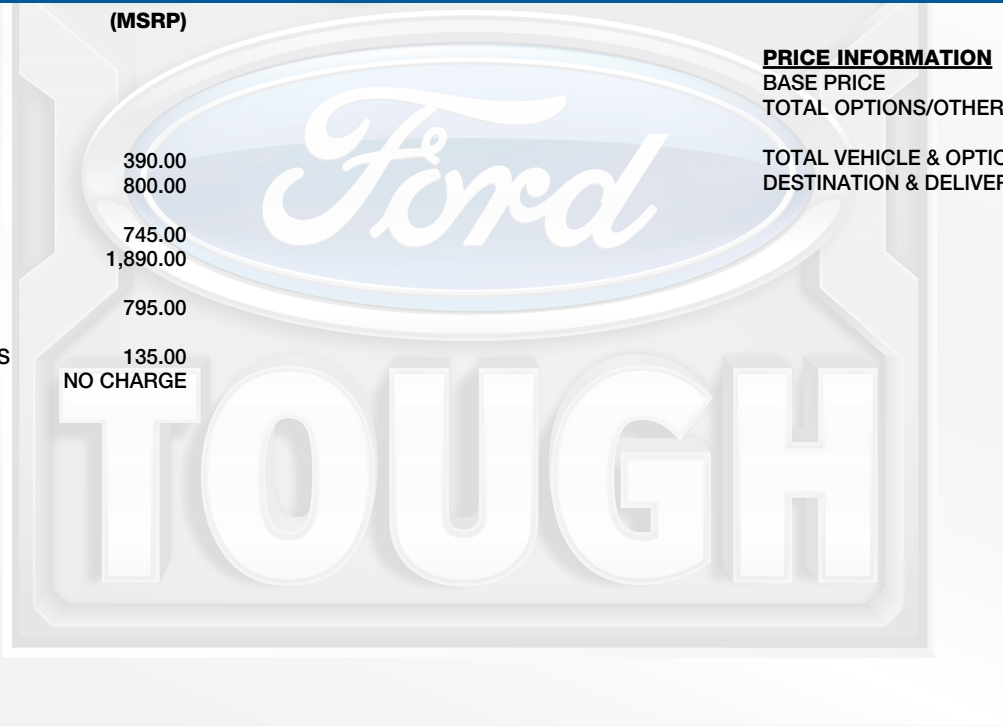 (MSRP)
390.00
800.00
745.00
1,890.00
795.00
S 135.00
NO CHARGE
PRICE INFORMATION
BASE PRICE
TOTAL OPTIONS/OTHER
TOTAL VEHICLE & OPTIO
DESTINATION & DELIVER
Ford
TOUGH